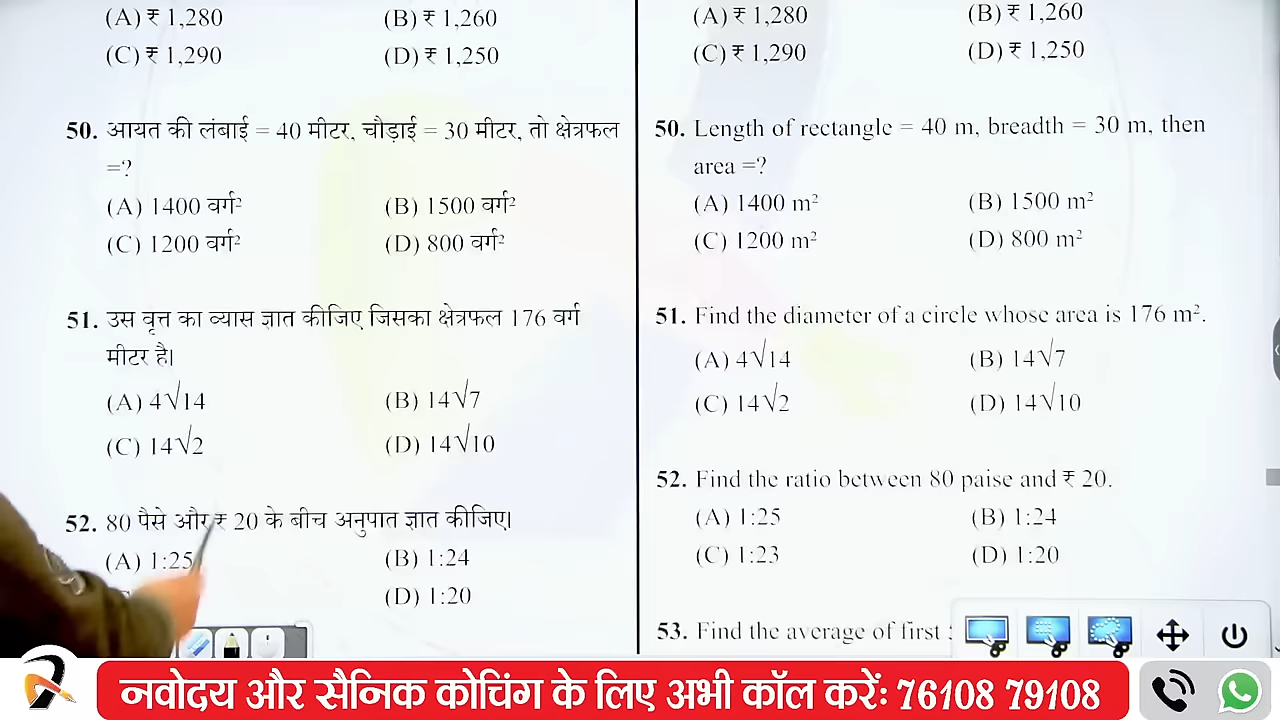 (A) ₹ 1,280 (B) ₹ 1,260
(C) ₹ 1,290 (D) ₹ 1,250
50. आयत की लंबाई = 40 मीटर, चौड़ाई = 30 मीटर, तो क्षेत्रफल
=?
(A) 1400 वर्ग² (B) 1500 वर्ग²
(C) 1200 वर्ग² (D) 800 वर्ग²
51. उस वृत्त का व्यास ज्ञात कीजिए जिसका क्षेत्रफल 176 वर्ग
मीटर है।
(A) 4√14 (B) 14√7
(C) 14√2 (D) 14√10
52. 80 पैसे और ₹ 20 के बीच अनुपात ज्ञात कीजिए।
(A) 1:25 (B) 1:24
(D) 1:20
(A) ₹ 1,280 (B) ₹ 1,260
(C) ₹ 1,290 (D) ₹ 1,250
50. Length of rectangle = 40 m, breadth = 30 m, then
area =?
(A) 1400 m² (B) 1500 m²
(C) 1200 m² (D) 800 m²
51. Find the diameter of a circle whose area is 176 m².
(A) 4√14 (B) 14√7
(C) 14√2 (D) 14√10
52. Find the ratio between 80 paise and ₹ 20.
(A) 1:25 (B) 1:24
(C) 1:23 (D) 1:20
53. Find the average of first
नवोदय और सैनिक कोचिंग के लिए अभी कॉल करें: 76108 79108